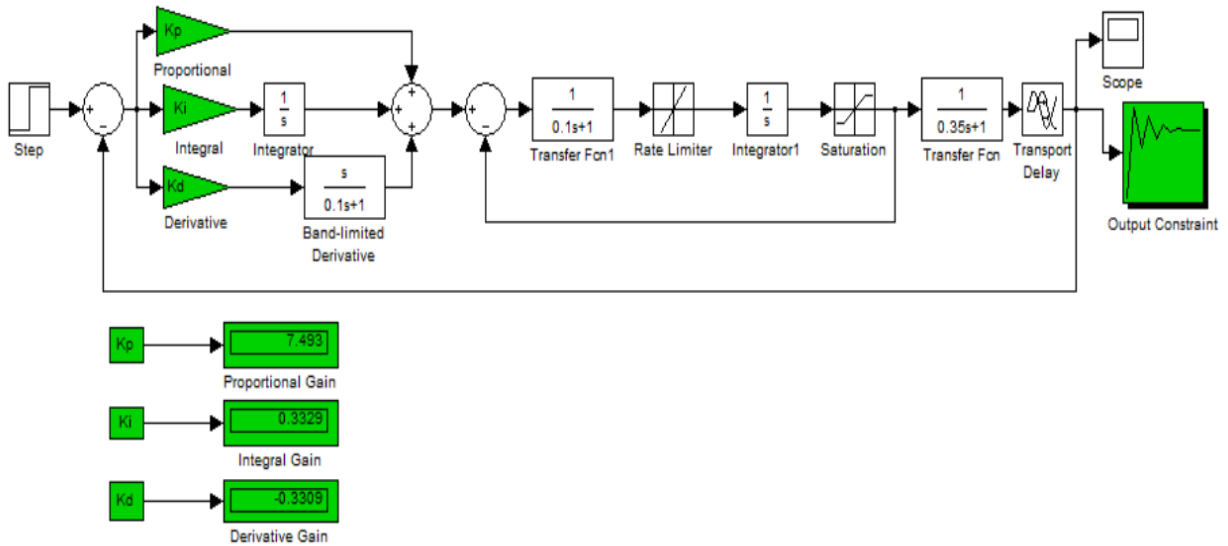 Kp
Proportional
Step
+
-
Ki
Integral
1
s
Integrator
Kd
Derivative
s
0.1s+1
Band-limited
Derivative
+
+
+
+
-
1
0.1s+1
Transfer Fcn1
Rate Limiter
1
s
Integrator1
Saturation
1
0.35s+1
Transfer Fcn
Transport
Delay
Scope
Output Constraint
Kp
7.493
Proportional Gain
Ki
0.3329
Integral Gain
Kd
-0.3309
Derivative Gain